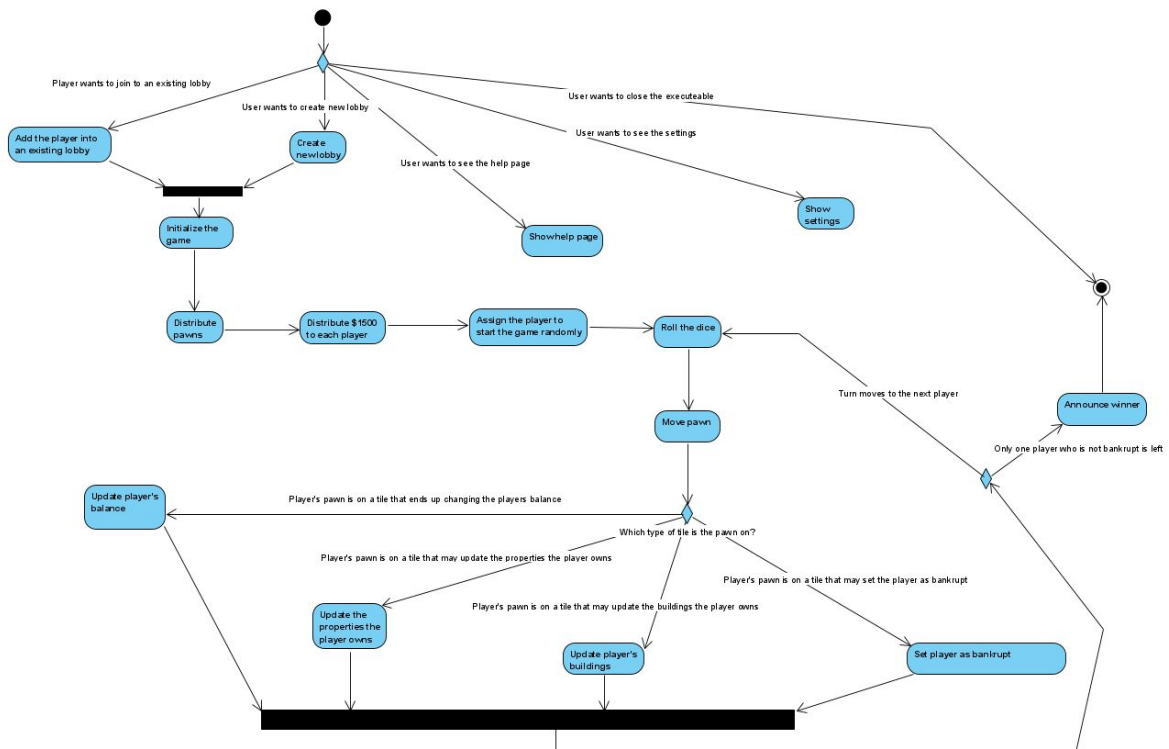 Player wants to join to an existing lobby
User wants to close the executeable
User wants to create new lobby
User wants to see the settings
Add the player into
an existing lobby
Create
newlobby
User wants to see the help page
Show
settings
Initialize the
game
Showhelp page
Distribute
pawns
Distribute $1500
to each player
Assign the player to
start the game randomly
Roll the dice
Turn moves to the next player
Announce winner
Move pawn
Only one player who is not bankrupt is left
Update player's
balance
Player's pawn is on a tile that ends up changing the players balance
Which type of tile is the pawn on?
Player's pawn is on a tile that may update the properties the player owns
Player's pawn is on a tile that may set the player as bankrupt
Player's pawn is on a tile that may update the buildings the player owns
Update the
properties the
player owns
Update player's
buildings
Set player as bankrupt